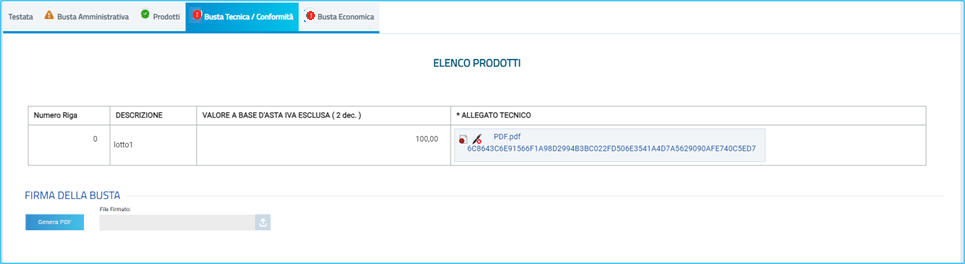 Testata Busta Amministrativa Prodotti Busta Tecnica / Conformità Busta Economica
ELENCO PRODOTTI
Numero Riga DESCRIZIONE VALORE A BASE D'ASTA IVA ESCLUSA ( 2 dec. ) * ALLEGATO TECNICO
0 lotto1 100,00 PDF.pdf
6C8643C6E91566F1A98D2994B3BC022FD506E3541A4D7A5629090AFE740C5ED7
FIRMA DELLA BUSTA
File Firmato:
Genera PDF